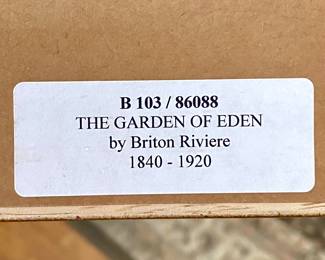 B 103 / 86088
THE GARDEN OF EDEN
by Briton Riviere
1840 - 1920